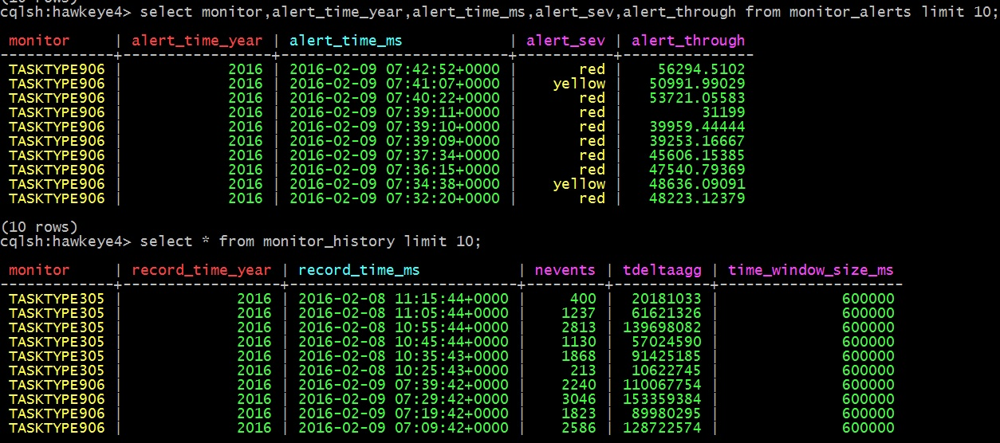 (10 rows)
cqlsh:hawkeye4> select monitor,alert_time_year,alert_time_ms,alert_sev,alert_through from monitor_alerts limit 10;
monitor | alert_time_year | alert_time_ms | alert_sev | alert_through
------------+-----------------+--------------------------+-----------+---------------
TASKTYPE906 | 2016 | 2016-02-09 07:42:52+0000 | red | 56294.5102
TASKTYPE906 | 2016 | 2016-02-09 07:41:07+0000 | yellow | 50991.99029
TASKTYPE906 | 2016 | 2016-02-09 07:40:22+0000 | red | 53721.05583
TASKTYPE906 | 2016 | 2016-02-09 07:39:11+0000 | red | 31199
TASKTYPE906 | 2016 | 2016-02-09 07:39:10+0000 | red | 39959.44444
TASKTYPE906 | 2016 | 2016-02-09 07:39:09+0000 | red | 39253.16667
TASKTYPE906 | 2016 | 2016-02-09 07:37:34+0000 | red | 45606.15385
TASKTYPE906 | 2016 | 2016-02-09 07:36:15+0000 | red | 47540.79369
TASKTYPE906 | 2016 | 2016-02-09 07:34:38+0000 | yellow | 48636.09091
TASKTYPE906 | 2016 | 2016-02-09 07:32:20+0000 | red | 48223.12379
(10 rows)
cqlsh:hawkeye4> select * from monitor_history limit 10;
monitor | record_time_year | record_time_ms | nevents | tdeltaagg | time_window_size_ms
------------+------------------+--------------------------+---------+-----------+---------------------
TASKTYPE305 | 2016 | 2016-02-08 11:15:44+0000 | 400 | 20181033 | 600000
TASKTYPE305 | 2016 | 2016-02-08 11:05:44+0000 | 1237 | 61621326 | 600000
TASKTYPE305 | 2016 | 2016-02-08 10:55:44+0000 | 2813 | 139698082 | 600000
TASKTYPE305 | 2016 | 2016-02-08 10:45:44+0000 | 1130 | 57024590 | 600000
TASKTYPE305 | 2016 | 2016-02-08 10:35:43+0000 | 1868 | 91425185 | 600000
TASKTYPE305 | 2016 | 2016-02-08 10:25:43+0000 | 213 | 10622745 | 600000
TASKTYPE906 | 2016 | 2016-02-09 07:39:42+0000 | 2240 | 110067754 | 600000
TASKTYPE906 | 2016 | 2016-02-09 07:29:42+0000 | 3046 | 153359384 | 600000
TASKTYPE906 | 2016 | 2016-02-09 07:19:42+0000 | 1823 | 89980295 | 600000
TASKTYPE906 | 2016 | 2016-02-09 07:09:42+0000 | 2586 | 128722574 | 600000